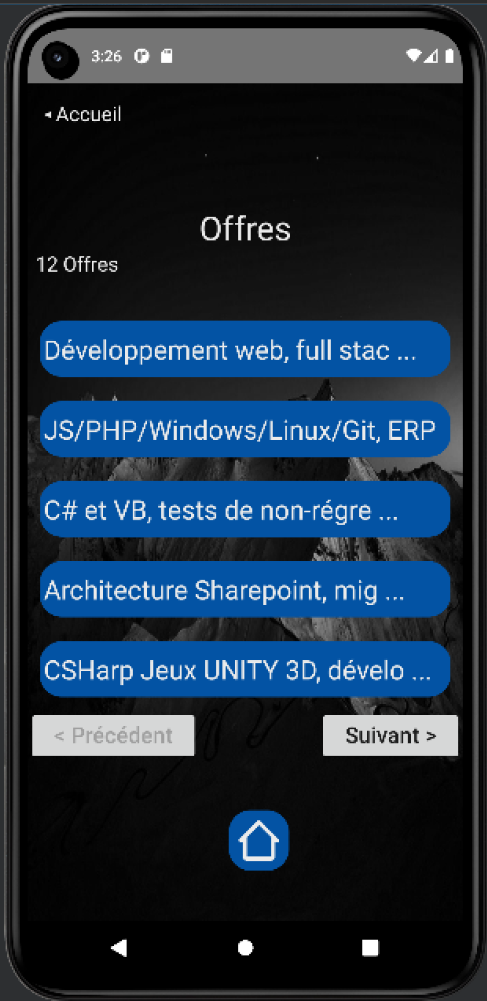 3:26
Accueil
Offres
12 Offres
Développement web, full stac ...
JS/PHP/Windows/Linux/Git, ERP
C# et VB, tests de non-régre ...
Architecture Sharepoint, mig ...
CSHarp Jeux UNITY 3D, dévelo ...
< Précédent
Suivant >